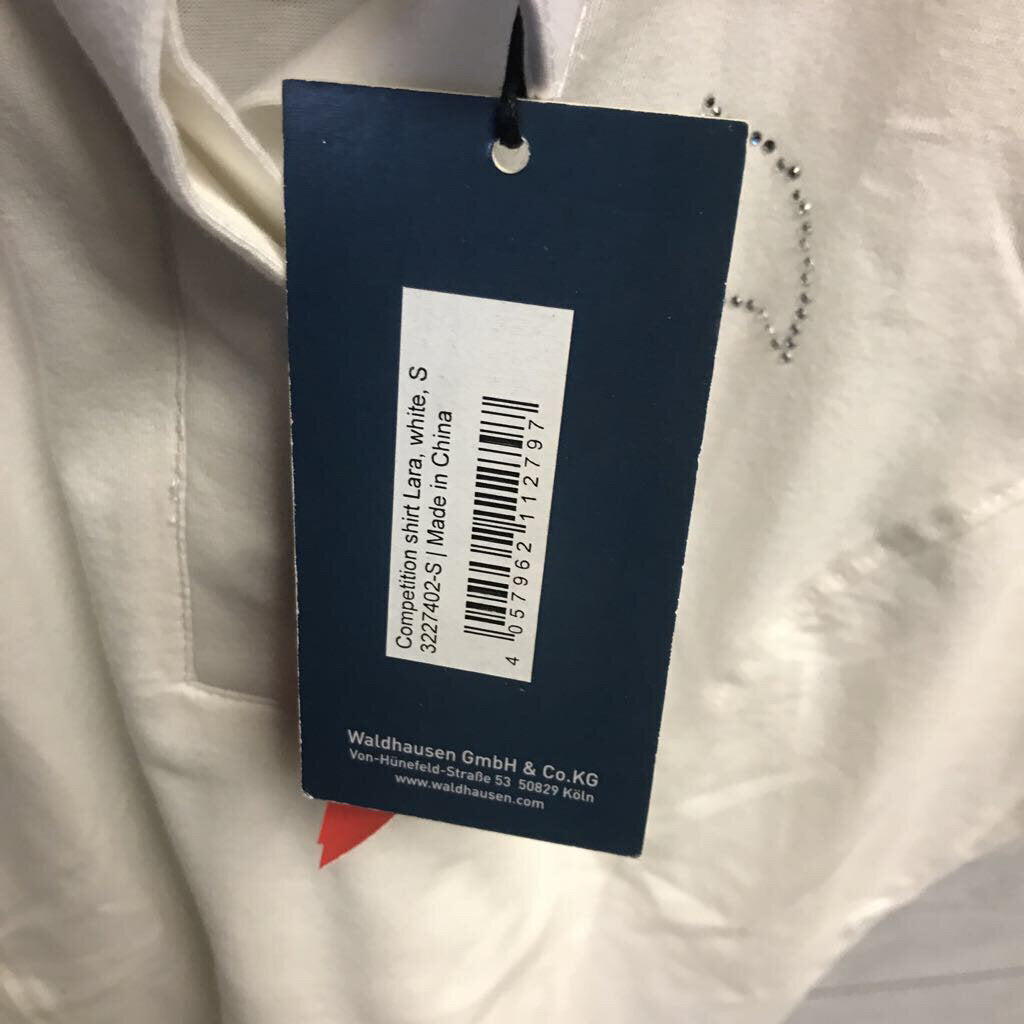 Competition shirt Lara, white, S
3227402-S | Made in China
4 057962 112797
Waldhausen GmbH & Co.KG
Von-Hünefeld-Straße 53 50829 Köln
www.waldhausen.com